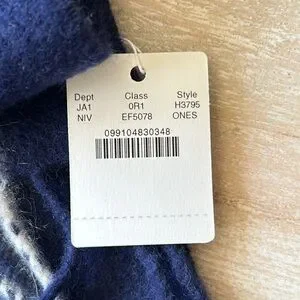 Dept Class Style
JA1 0R1 H3795
NIV EF5078 ONES
099104830348